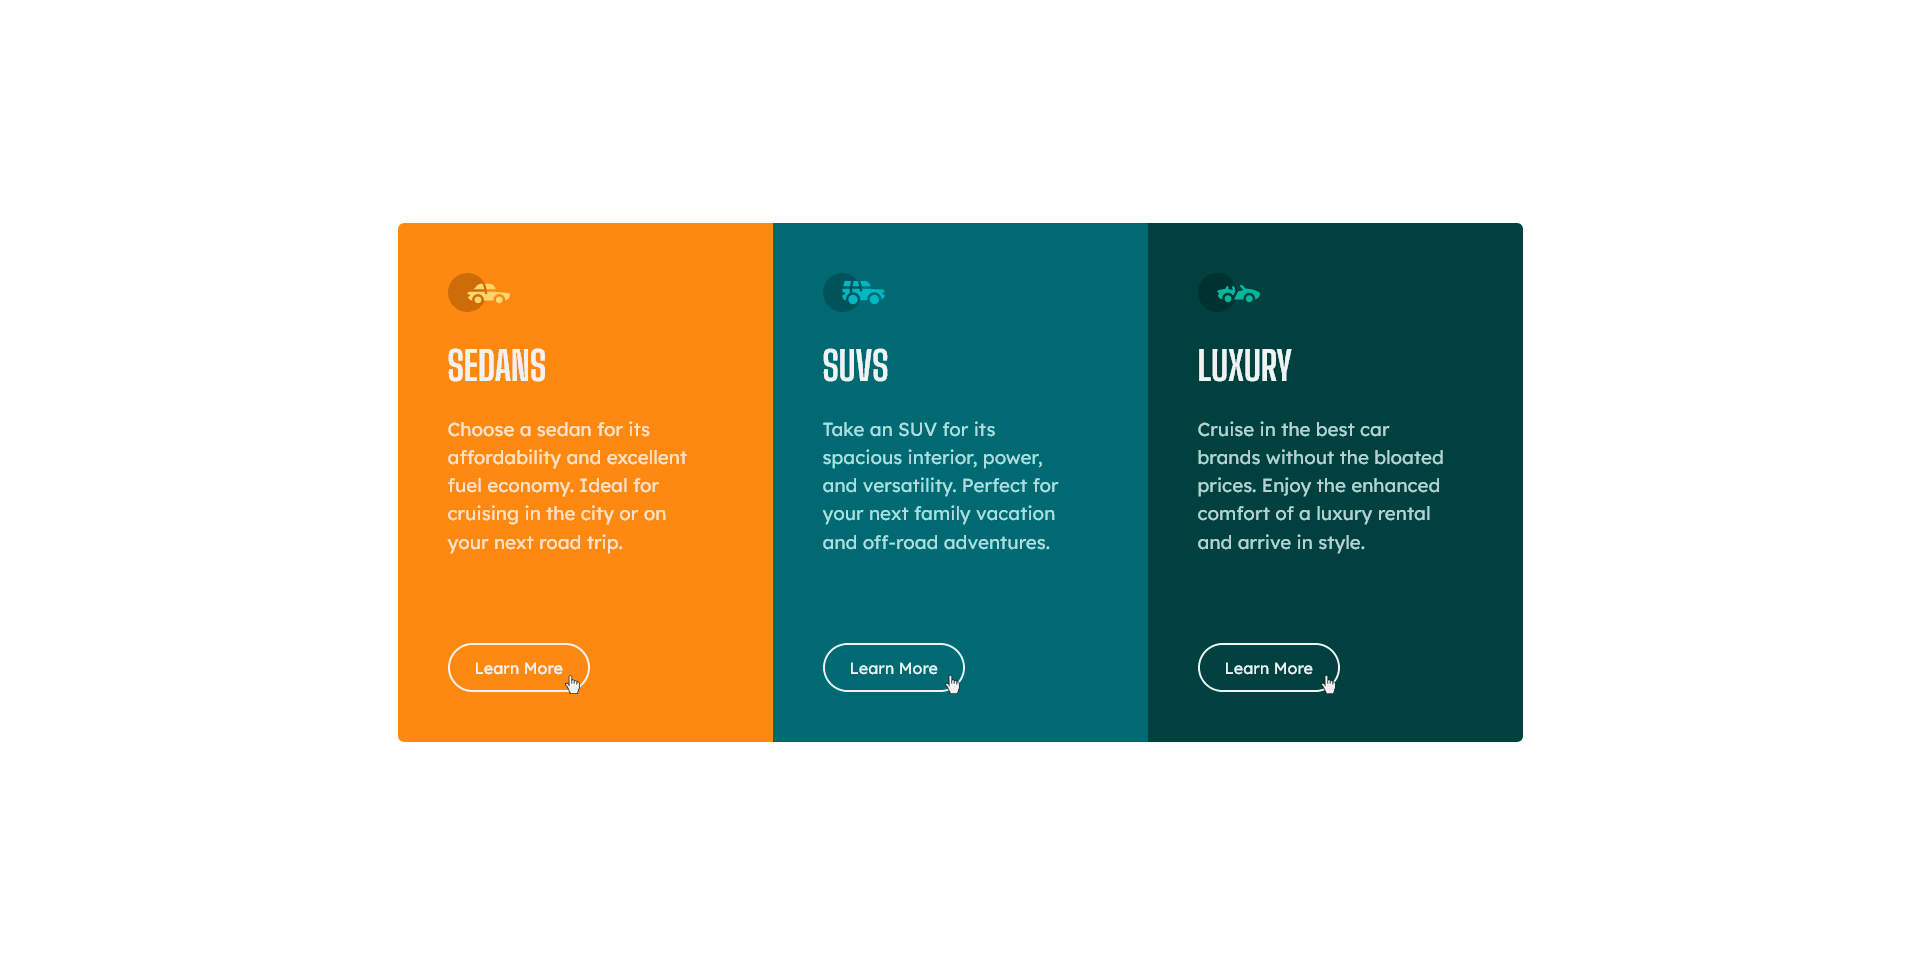 SEDANS
Choose a sedan for its
affordability and excellent
fuel economy. Ideal for
cruising in the city or on
your next road trip.
Learn More
SUVS
Take an SUV for its
spacious interior, power,
and versatility. Perfect for
your next family vacation
and off-road adventures.
Learn More
LUXURY
Cruise in the best car
brands without the bloated
prices. Enjoy the enhanced
comfort of a luxury rental
and arrive in style.
Learn More